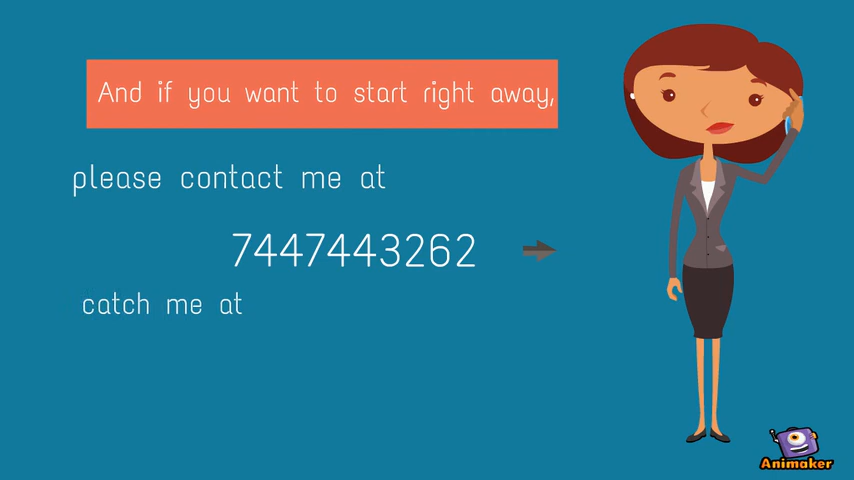 And if you want to start right away,
please contact me at
7447443262
catch me at
Animaker